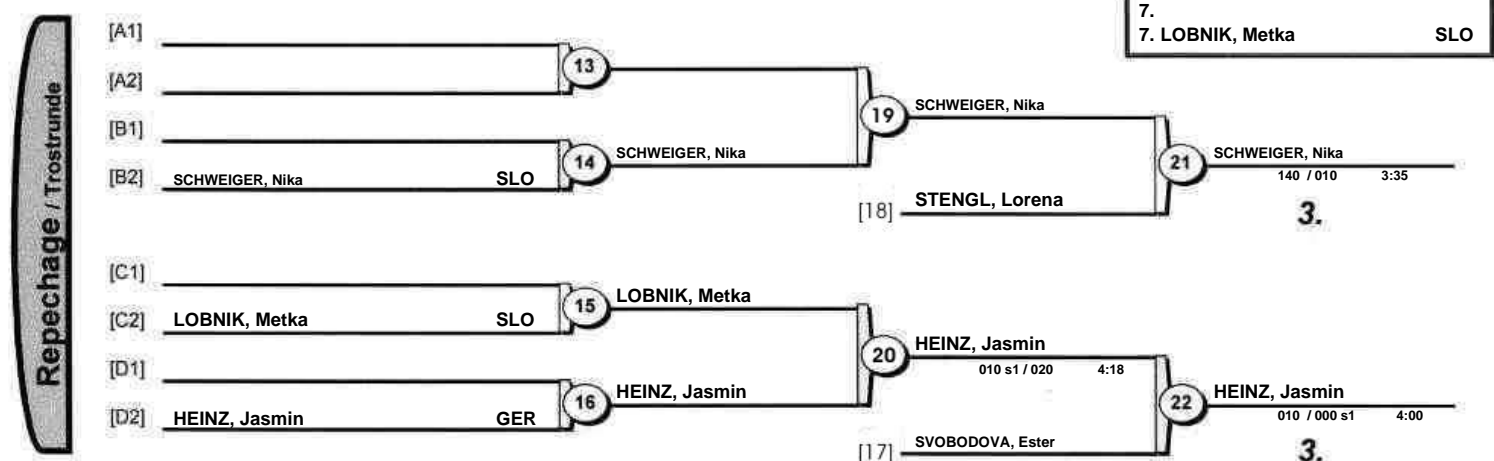 7.
7. LOBNIK, Metka SLO
Repechage / Trostrunde
[A1]
13
[A2]
[B1]
19 SCHWEIGER, Nika
14 SCHWEIGER, Nika
[B2] SCHWEIGER, Nika SLO
21 SCHWEIGER, Nika
140 / 010 3:35
[18] STENGL, Lorena
3.
[C1]
15 LOBNIK, Metka
[C2] LOBNIK, Metka SLO
20 HEINZ, Jasmin
010 s1 / 020 4:18
[D1]
16 HEINZ, Jasmin
[D2] HEINZ, Jasmin GER
22 HEINZ, Jasmin
010 / 000 s1 4:00
[17] SVOBODOVA, Ester
3.